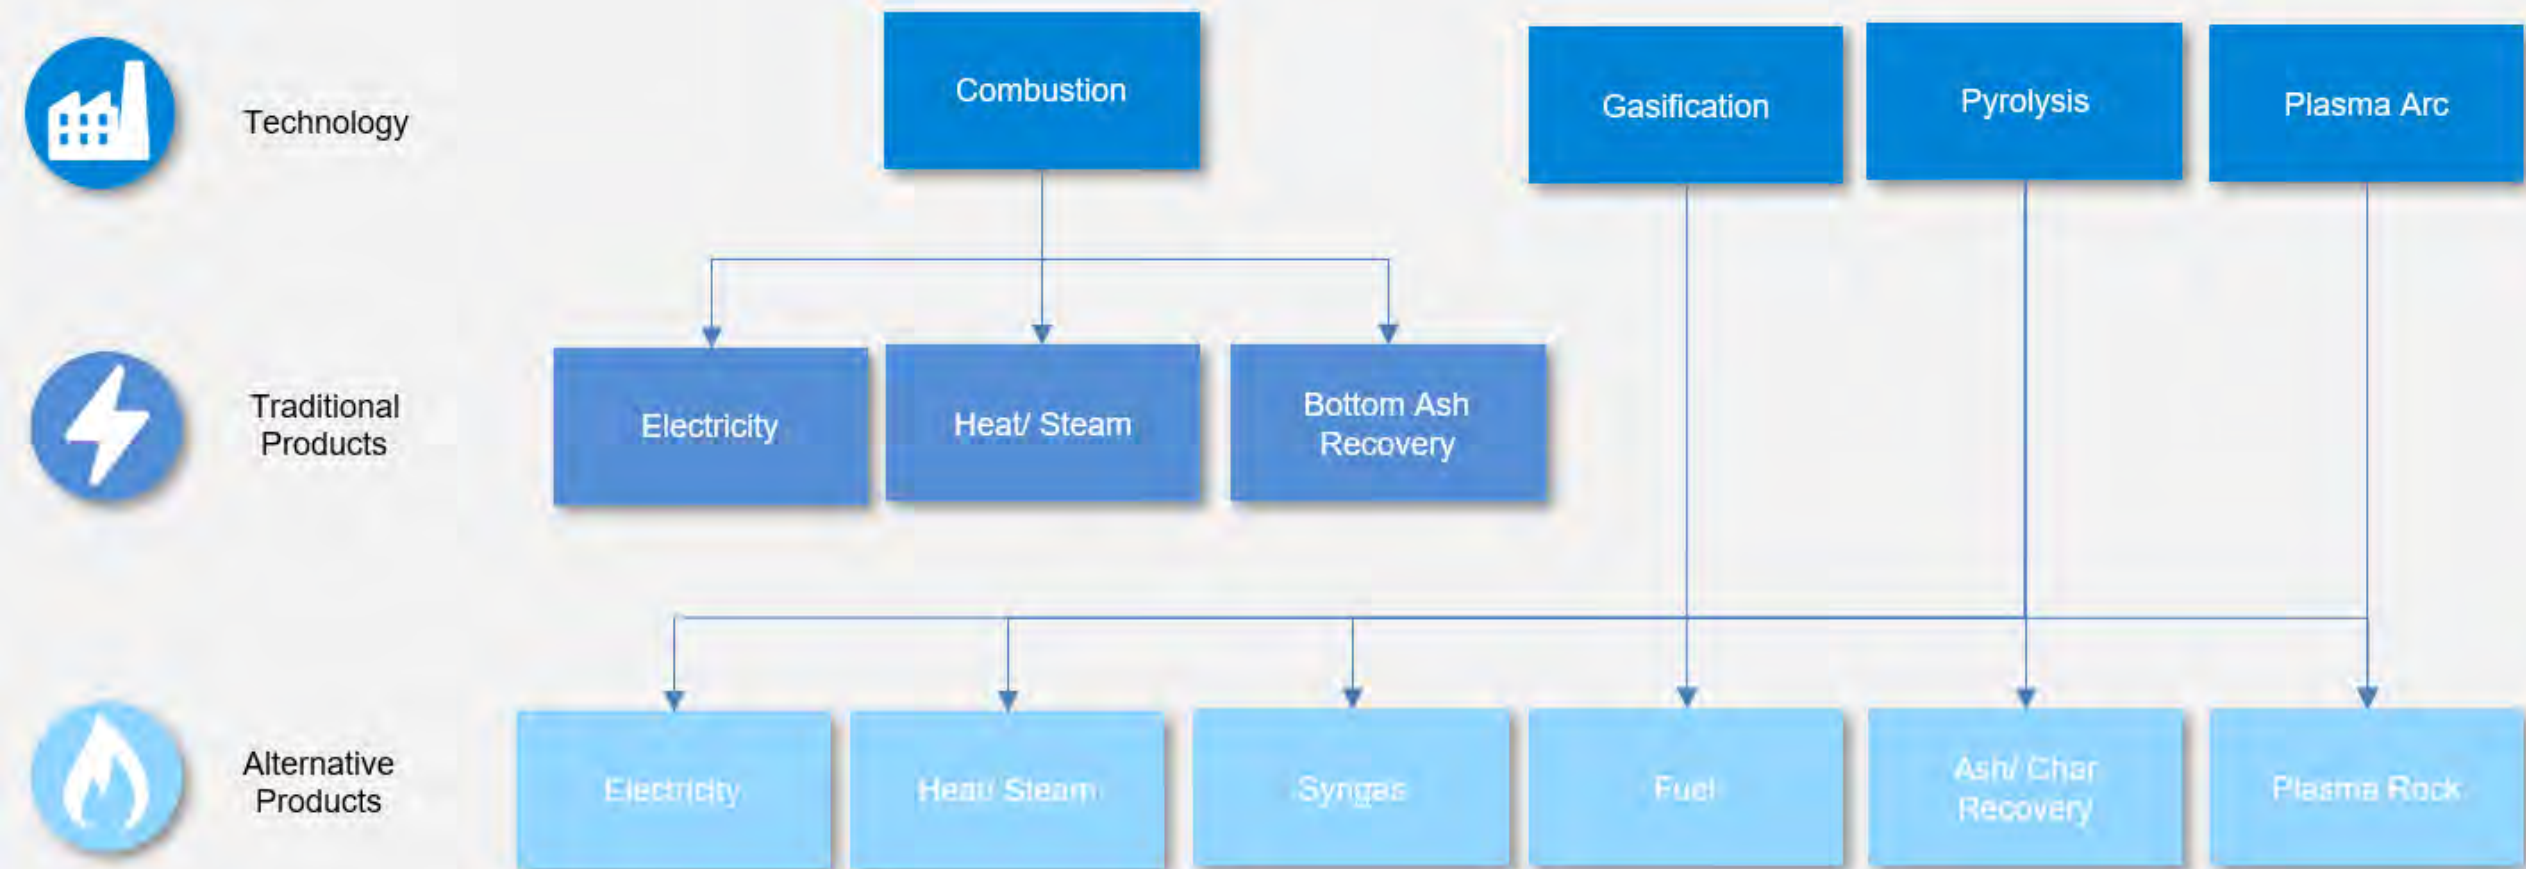 Technology
Combustion
Gasification
Pyrolysis
Plasma Arc
Traditional
Products
Electricity
Heat/ Steam
Bottom Ash
Recovery
Alternative
Products
Electricity
Heat/ Steam
Syngas
Fuel
Ash/ Char
Recovery
Plasma Rock